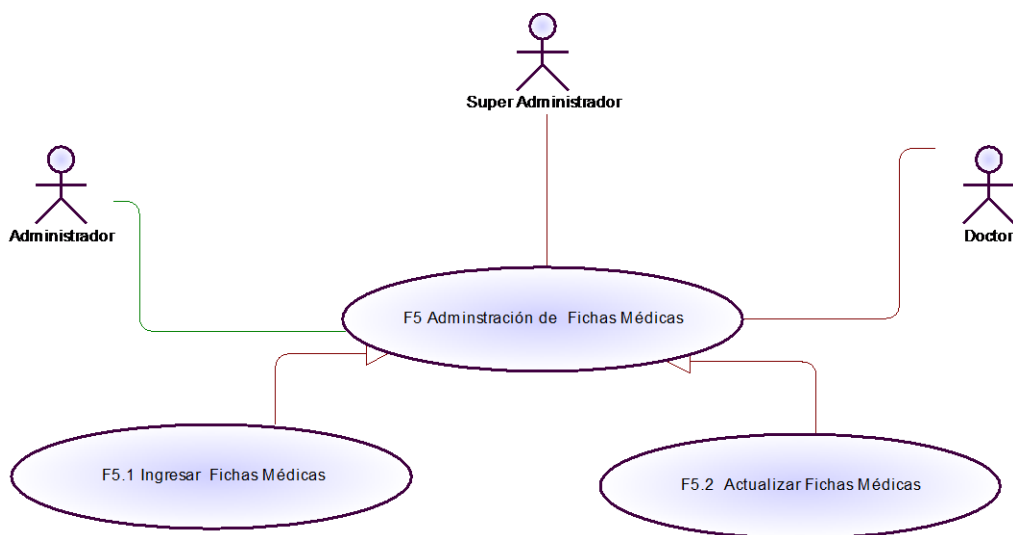 Super Administrador
Administrador
Doctor
F5 Adminstración de Fichas Médicas
F5.1 Ingresar Fichas Médicas
F5.2 Actualizar Fichas Médicas